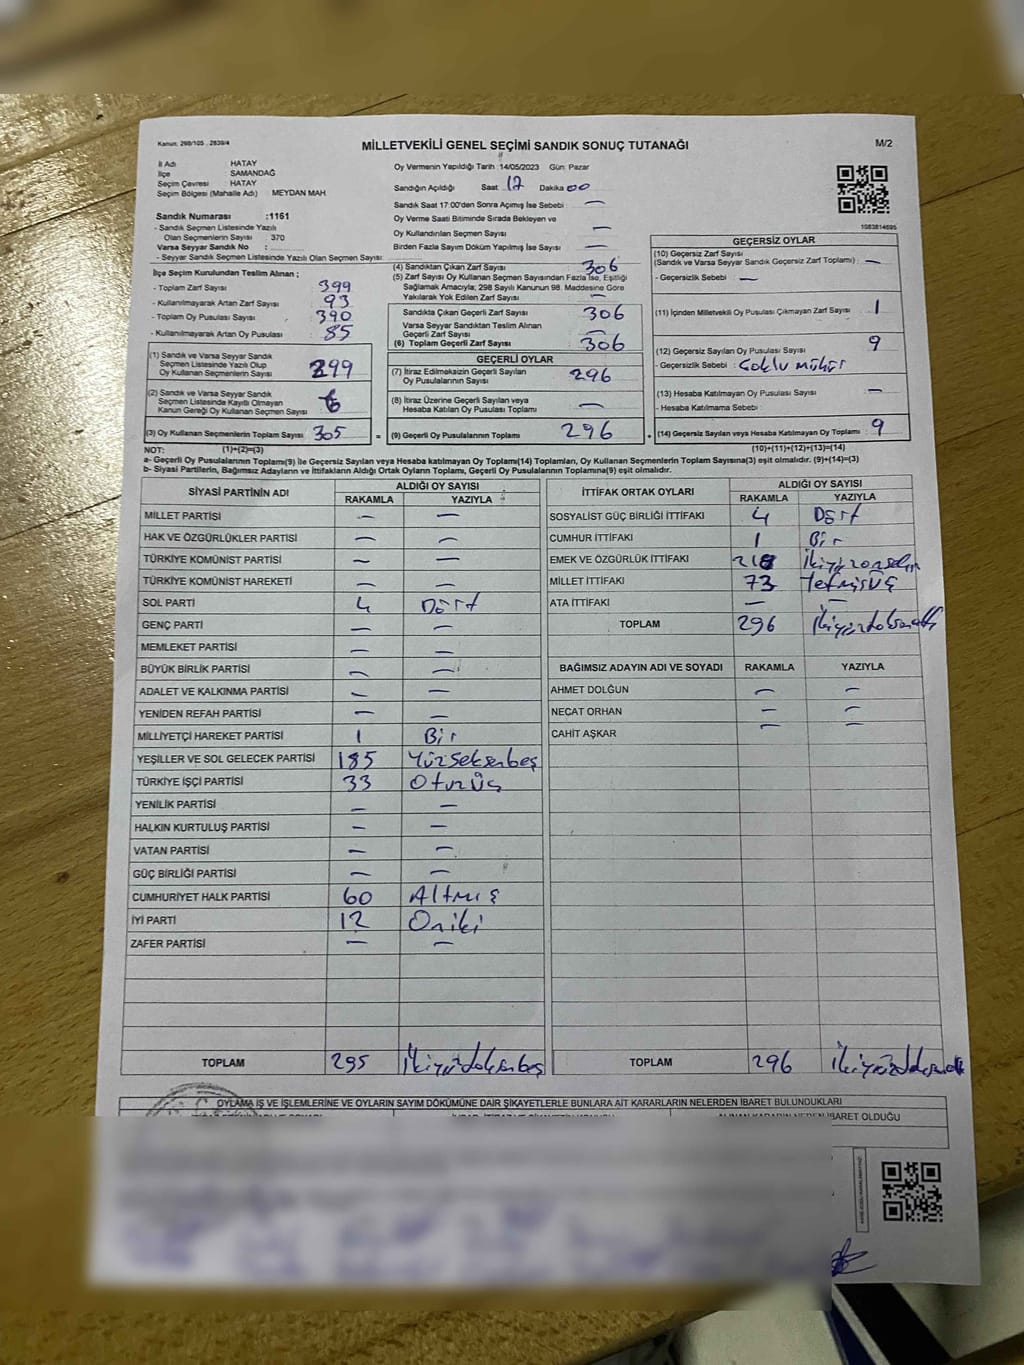 Kanun: 298/105 , 2839/4
MİLLETVEKİLİ GENEL SEÇİMİ SANDIK SONUÇ TUTANAĞI
M/2
İl Adı : HATAY
İlçe : SAMANDAĞ
Seçim Çevresi : HATAY
Seçim Bölgesi (Mahalle Adı) : MEYDAN MAH.
Oy Vermenin Yapıldığı Tarih :14/05/2023 Gün: Pazar
Sandığın Açıldığı Saat 17 Dakika 00
Sandık Saat 17:00'den Sonra Açımış İse Sebebi : —
Oy Verme Saati Bitiminde Sırada Bekleyen ve
Oy Kullandırılan Seçmen Sayısı —
Birden Fazla Sayım Döküm Yapılmış İse Sayısı —
1083814695
Sandık Numarası :1161
- Sandık Seçmen Listesinde Yazılı
Olan Seçmenlerin Sayısı : 370
Varsa Seyyar Sandık No :
- Seyyar Sandık Seçmen Listesinde Yazılı Olan Seçmen Sayısı:
İlçe Seçim Kurulundan Teslim Alınan ;
- Toplam Zarf Sayısı 399
- Kullanılmayarak Artan Zarf Sayısı 93
- Toplam Oy Pusulası Sayısı 390
- Kullanılmayarak Artan Oy Pusulası 85
(1) Sandık ve Varsa Seyyar Sandık
Seçmen Listesinde Yazılı Olup
Oy Kullanan Seçmenlerin Sayısı 299
(2) Sandık ve Varsa Seyyar Sandık
Seçmen Listesinde Kayıtlı Olmayan
Kanun Gereği Oy Kullanan Seçmen Sayısı 6
(3) Oy Kullanan Seçmenlerin Toplam Sayısı 305 =
(4) Sandıktan Çıkan Zarf Sayısı 306
(5) Zarf Sayısı Oy Kullanan Seçmen Sayısından Fazla İse, Eşitliği
Sağlamak Amacıyla; 298 Sayılı Kanunun 98. Maddesine Göre
Yakılarak Yok Edilen Zarf Sayısı —
Sandıkta Çıkan Geçerli Zarf Sayısı 306
Varsa Seyyar Sandıktan Teslim Alınan
Geçerli Zarf Sayısı —
(6) Toplam Geçerli Zarf Sayısı 306
GEÇERLİ OYLAR
(7) İtiraz Edilmeksizin Geçerli Sayılan
Oy Pusulalarının Sayısı 296
(8) İtiraz Üzerine Geçerli Sayılan veya
Hesaba Katılan Oy Pusulası Toplamı —
(9) Geçerli Oy Pusulalarının Toplamı 296 +
GEÇERSİZ OYLAR
(10) Geçersiz Zarf Sayısı
(Sandık ve Varsa Seyyar Sandık Geçersiz Zarf Toplamı) : —
- Geçersizlik Sebebi : —
(11) İçinden Milletvekili Oy Pusulası Çıkmayan Zarf Sayısı 1
(12) Geçersiz Sayılan Oy Pusulası Sayısı 9
- Geçersizlik Sebebi : Çoklu mühür
(13) Hesaba Katılmayan Oy Pusulası Sayısı —
- Hesaba Katılmama Sebebi :
(14) Geçersiz Sayılan veya Hesaba Katılmayan Oy Toplamı 9
NOT: (1)+(2)=(3) (10)+(11)+(12)+(13)=(14)
a- Geçerli Oy Pusulalarının Toplamı(9) İle Geçersiz Sayılan veya Hesaba katılmayan Oy Toplamı(14) Toplamları, Oy Kullanan Seçmenlerin Toplam Sayısına(3) eşit olmalıdır. (9)+(14)=(3)
b- Siyasi Partilerin, Bağımsız Adayların ve İttifakların Aldığı Ortak Oyların Toplamı, Geçerli Oy Pusulalarının Toplamına(9) eşit olmalıdır.
SİYASİ PARTİNİN ADI ALDIĞI OY SAYISI
RAKAMLA YAZIYLA
MİLLET PARTİSİ — —
HAK VE ÖZGÜRLÜKLER PARTİSİ — —
TÜRKİYE KOMÜNİST PARTİSİ — —
TÜRKİYE KOMÜNİST HAREKETİ — —
SOL PARTİ 4 Dört
GENÇ PARTİ — —
MEMLEKET PARTİSİ — —
BÜYÜK BİRLİK PARTİSİ — —
ADALET VE KALKINMA PARTİSİ — —
YENİDEN REFAH PARTİSİ — —
MİLLİYETÇİ HAREKET PARTİSİ 1 Bir
YEŞİLLER VE SOL GELECEK PARTİSİ 185 Yüzseksenbeş
TÜRKİYE İŞÇİ PARTİSİ 33 Otuzüç
YENİLİK PARTİSİ — —
HALKIN KURTULUŞ PARTİSİ — —
VATAN PARTİSİ — —
GÜÇ BİRLİĞİ PARTİSİ — —
CUMHURİYET HALK PARTİSİ 60 Altmış
İYİ PARTİ 12 Oniki
ZAFER PARTİSİ — —
TOPLAM 295 İkiyüzdoksanbeş
İTTİFAK ORTAK OYLARI ALDIĞI OY SAYISI
RAKAMLA YAZIYLA
SOSYALİST GÜÇ BİRLİĞİ İTTİFAKI 4 Dört
CUMHUR İTTİFAKI 1 Bir
EMEK VE ÖZGÜRLÜK İTTİFAKI 218 İkiyüzonsekiz
MİLLET İTTİFAKI 73 Yetmişüç
ATA İTTİFAKI — —
TOPLAM 296 İkiyüzdoksanaltı
BAĞIMSIZ ADAYIN ADI VE SOYADI RAKAMLA YAZIYLA
AHMET DOLĞUN — —
NECAT ORHAN — —
CAHİT AŞKAR — —
TOPLAM 296 İkiyüzdoksanaltı
OYLAMA İŞ VE İŞLEMLERİNE VE OYLARIN SAYIM DÖKÜMÜNE DAİR ŞİKAYETLERLE BUNLARA AİT KARARLARIN NELERDEN İBARET BULUNDUKLARI
ALINAN KARARIN NEDEN İBARET OLDUĞU